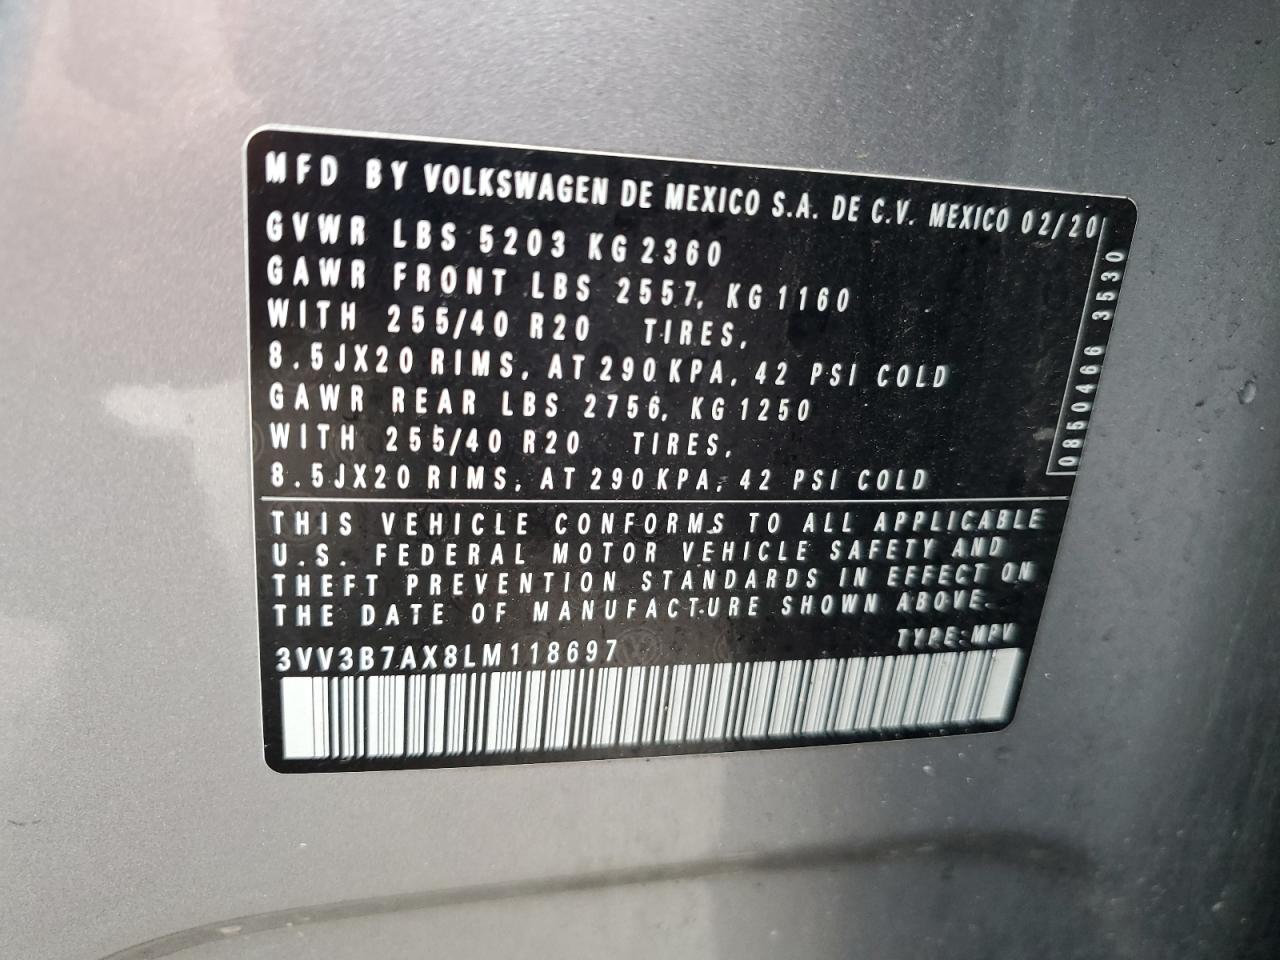 MFD BY VOLKSWAGEN DE MEXICO S.A. DE C.V. MEXICO 02/20
GVWR LBS 5203 KG 2360
GAWR FRONT LBS 2557, KG 1160
WITH 255/40 R20 TIRES,
8.5JX20 RIMS, AT 290 KPA, 42 PSI COLD
GAWR REAR LBS 2756, KG 1250
WITH 255/40 R20 TIRES,
8.5JX20 RIMS, AT 290 KPA, 42 PSI COLD
0850466 3530
THIS VEHICLE CONFORMS TO ALL APPLICABLE
U.S. FEDERAL MOTOR VEHICLE SAFETY AND
THEFT PREVENTION STANDARDS IN EFFECT ON
THE DATE OF MANUFACTURE SHOWN ABOVE.
TYPE: MPV
3VV3B7AX8LM118697